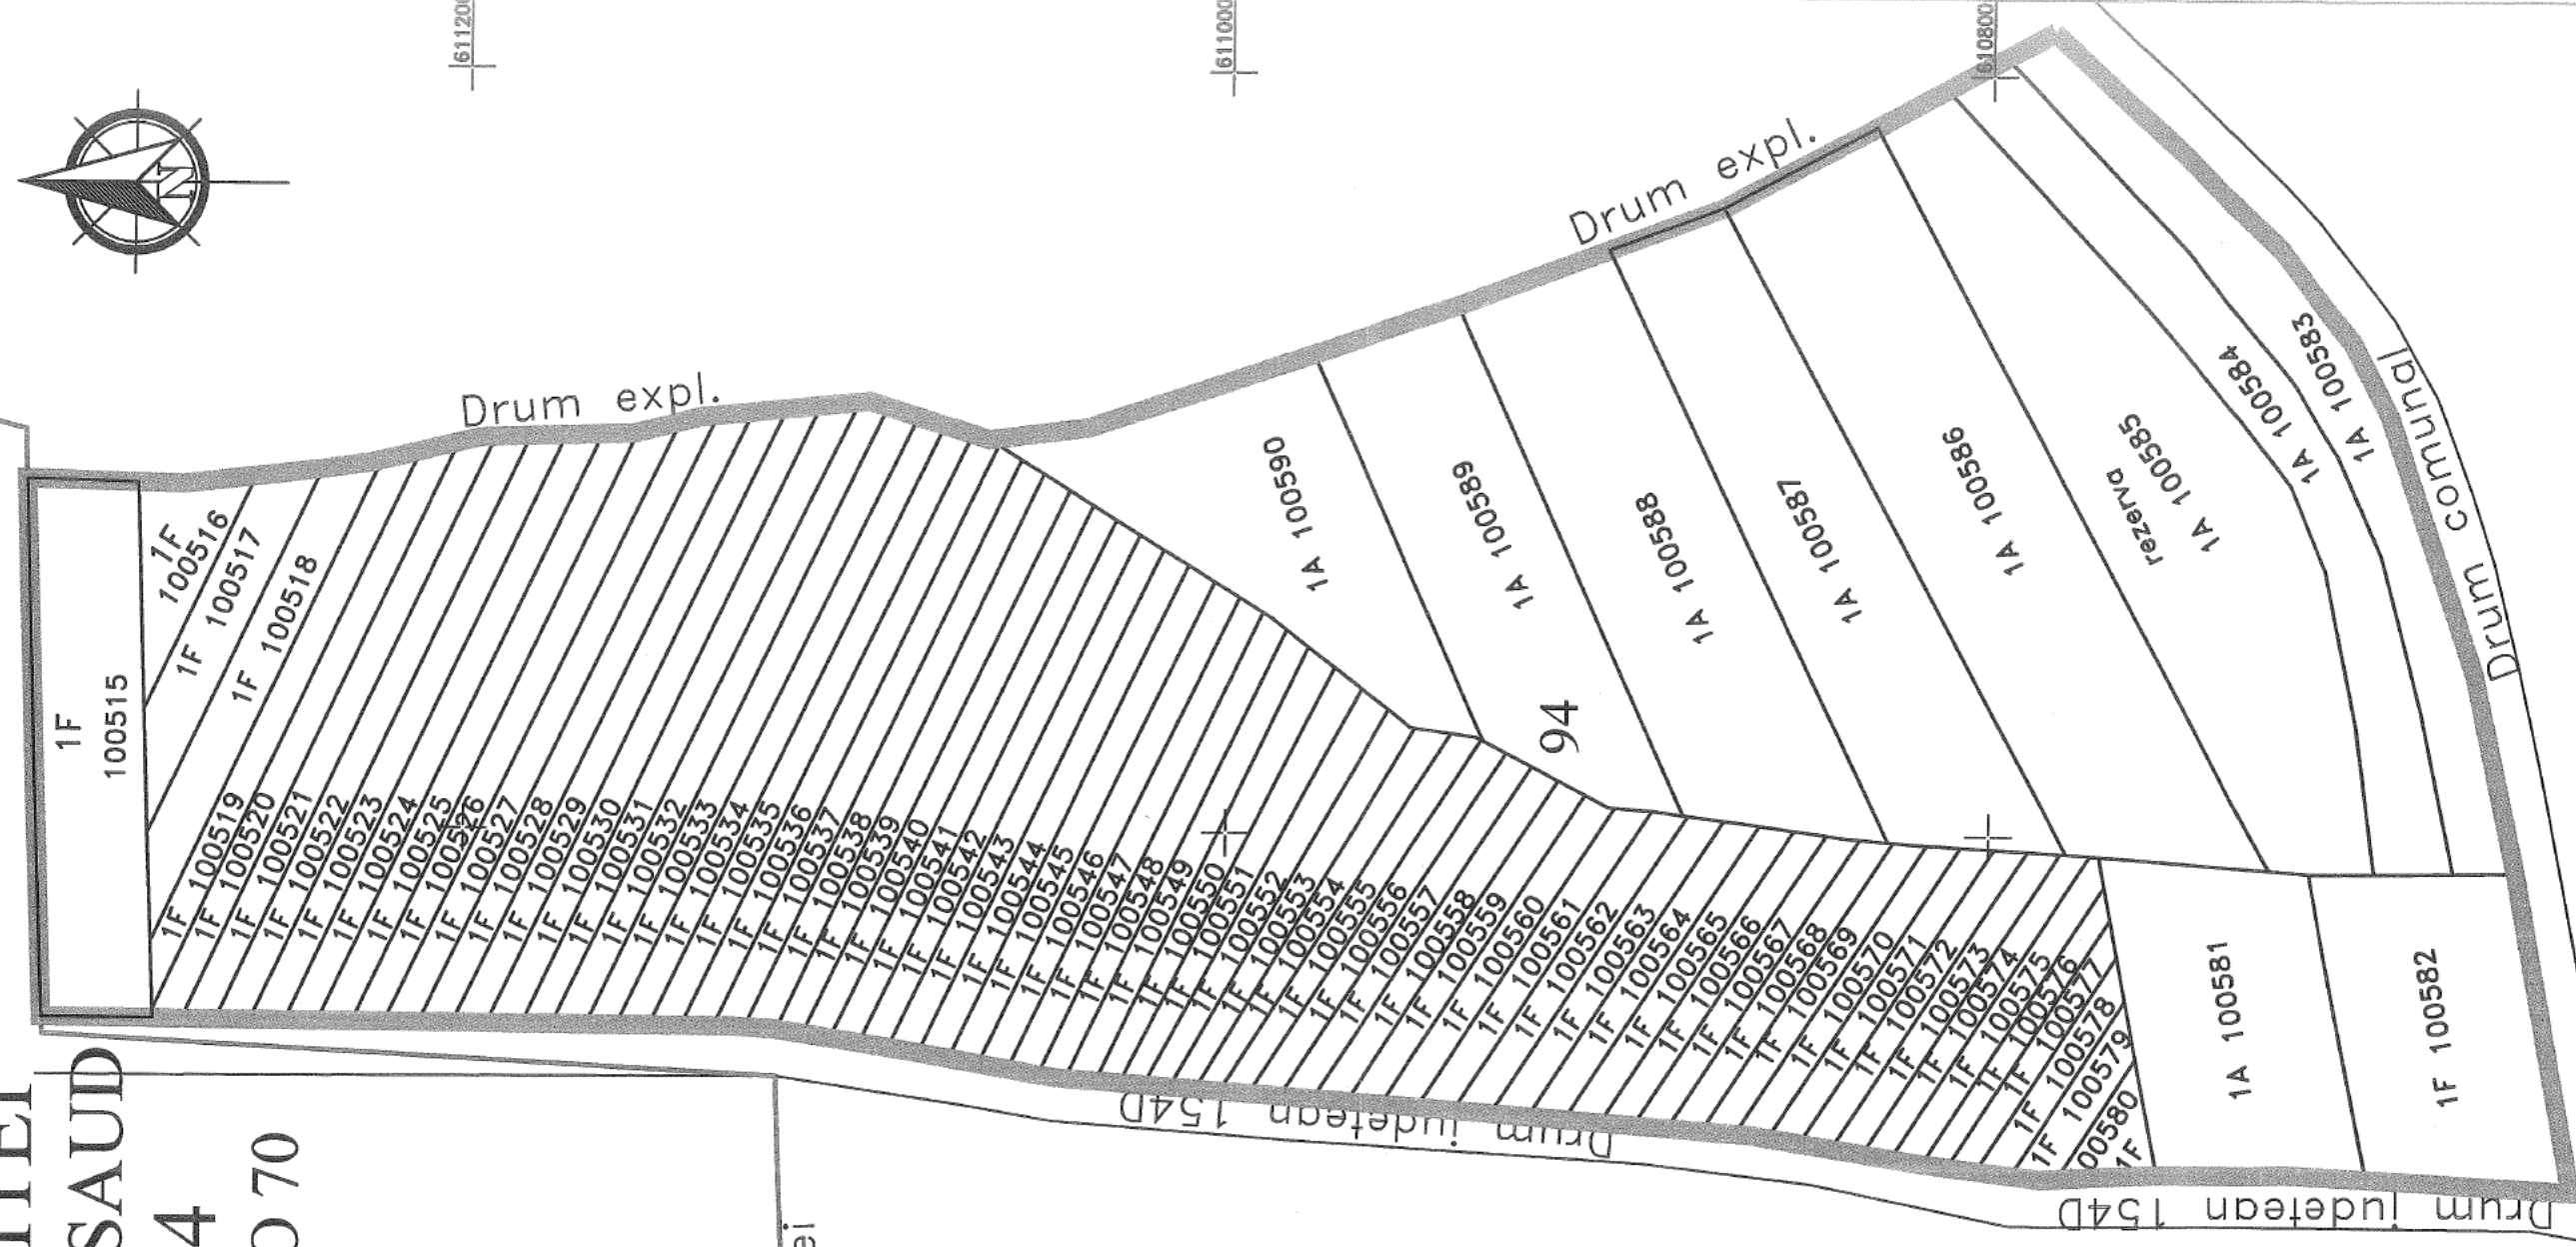 611000
610800
N
Drum expl.
Drum expl.
1F
100515
1F
100516
1F 100517
1F 100518
1F 100519
1F 100520
1F 100521
1F 100522
1F 100523
1F 100524
1F 100525
1F 100526
1F 100527
1F 100528
1F 100529
1F 100530
1F 100531
1F 100532
1F 100533
1F 100534
1F 100535
1F 100536
1F 100537
1F 100538
1F 100539
1F 100540
1F 100541
1F 100542
1F 100543
1F 100544
1F 100545
1F 100546
1F 100547
1F 100548
1F 100549
1F 100550
1F 100551
1F 100552
1F 100553
1F 100554
1F 100555
1F 100556
1F 100557
1F 100558
1F 100559
1F 100560
1F 100561
1F 100562
1F 100563
1F 100564
1F 100565
1F 100566
1F 100567
1F 100568
1F 100569
1F 100570
1F 100571
1F 100572
1F 100573
1F 100574
1F 100575
1F 100576
1F 100577
1F 100578
1F 100579
1F 00580
1A 100581
1F 100582
1A 100583
1A 100584
1A 100585
rezerva
1A 100586
1A 100587
1A 100588
1A 100589
1A 100590
94
Drum comunal
Drum judetean 154D
Drum judetean 154D
SAUD
4
70